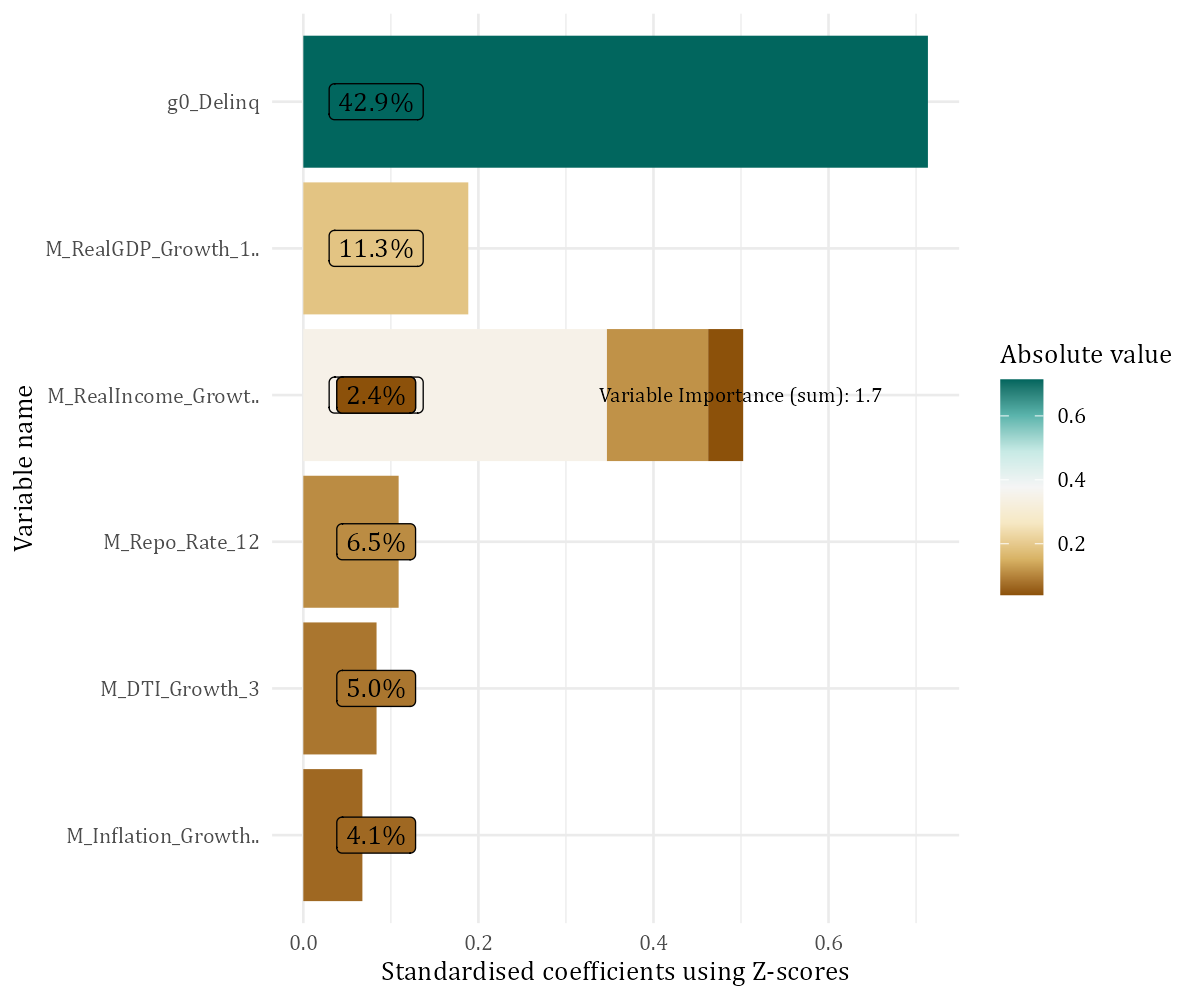 g0_Delinq
42.9%
M_RealGDP_Growth_1..
11.3%
M_RealIncome_Growt..
2.4%
Variable Importance (sum): 1.7
M_Repo_Rate_12
6.5%
M_DTI_Growth_3
5.0%
M_Inflation_Growth..
4.1%
Variable name
0.0 0.2 0.4 0.6
Standardised coefficients using Z-scores
Absolute value
0.6
0.4
0.2